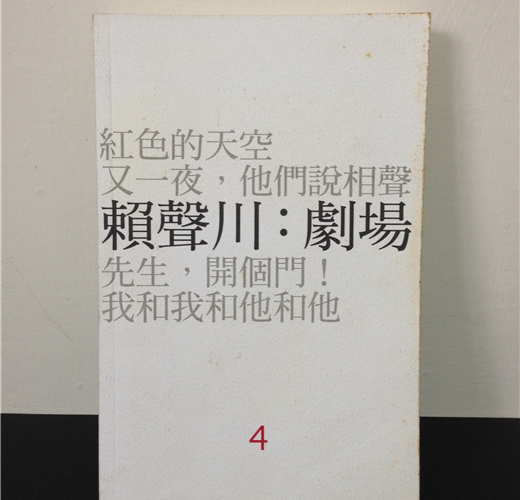 紅色的天空
又一夜，他們說相聲
賴聲川：劇場
先生，開個門！
我和我和他和他
4